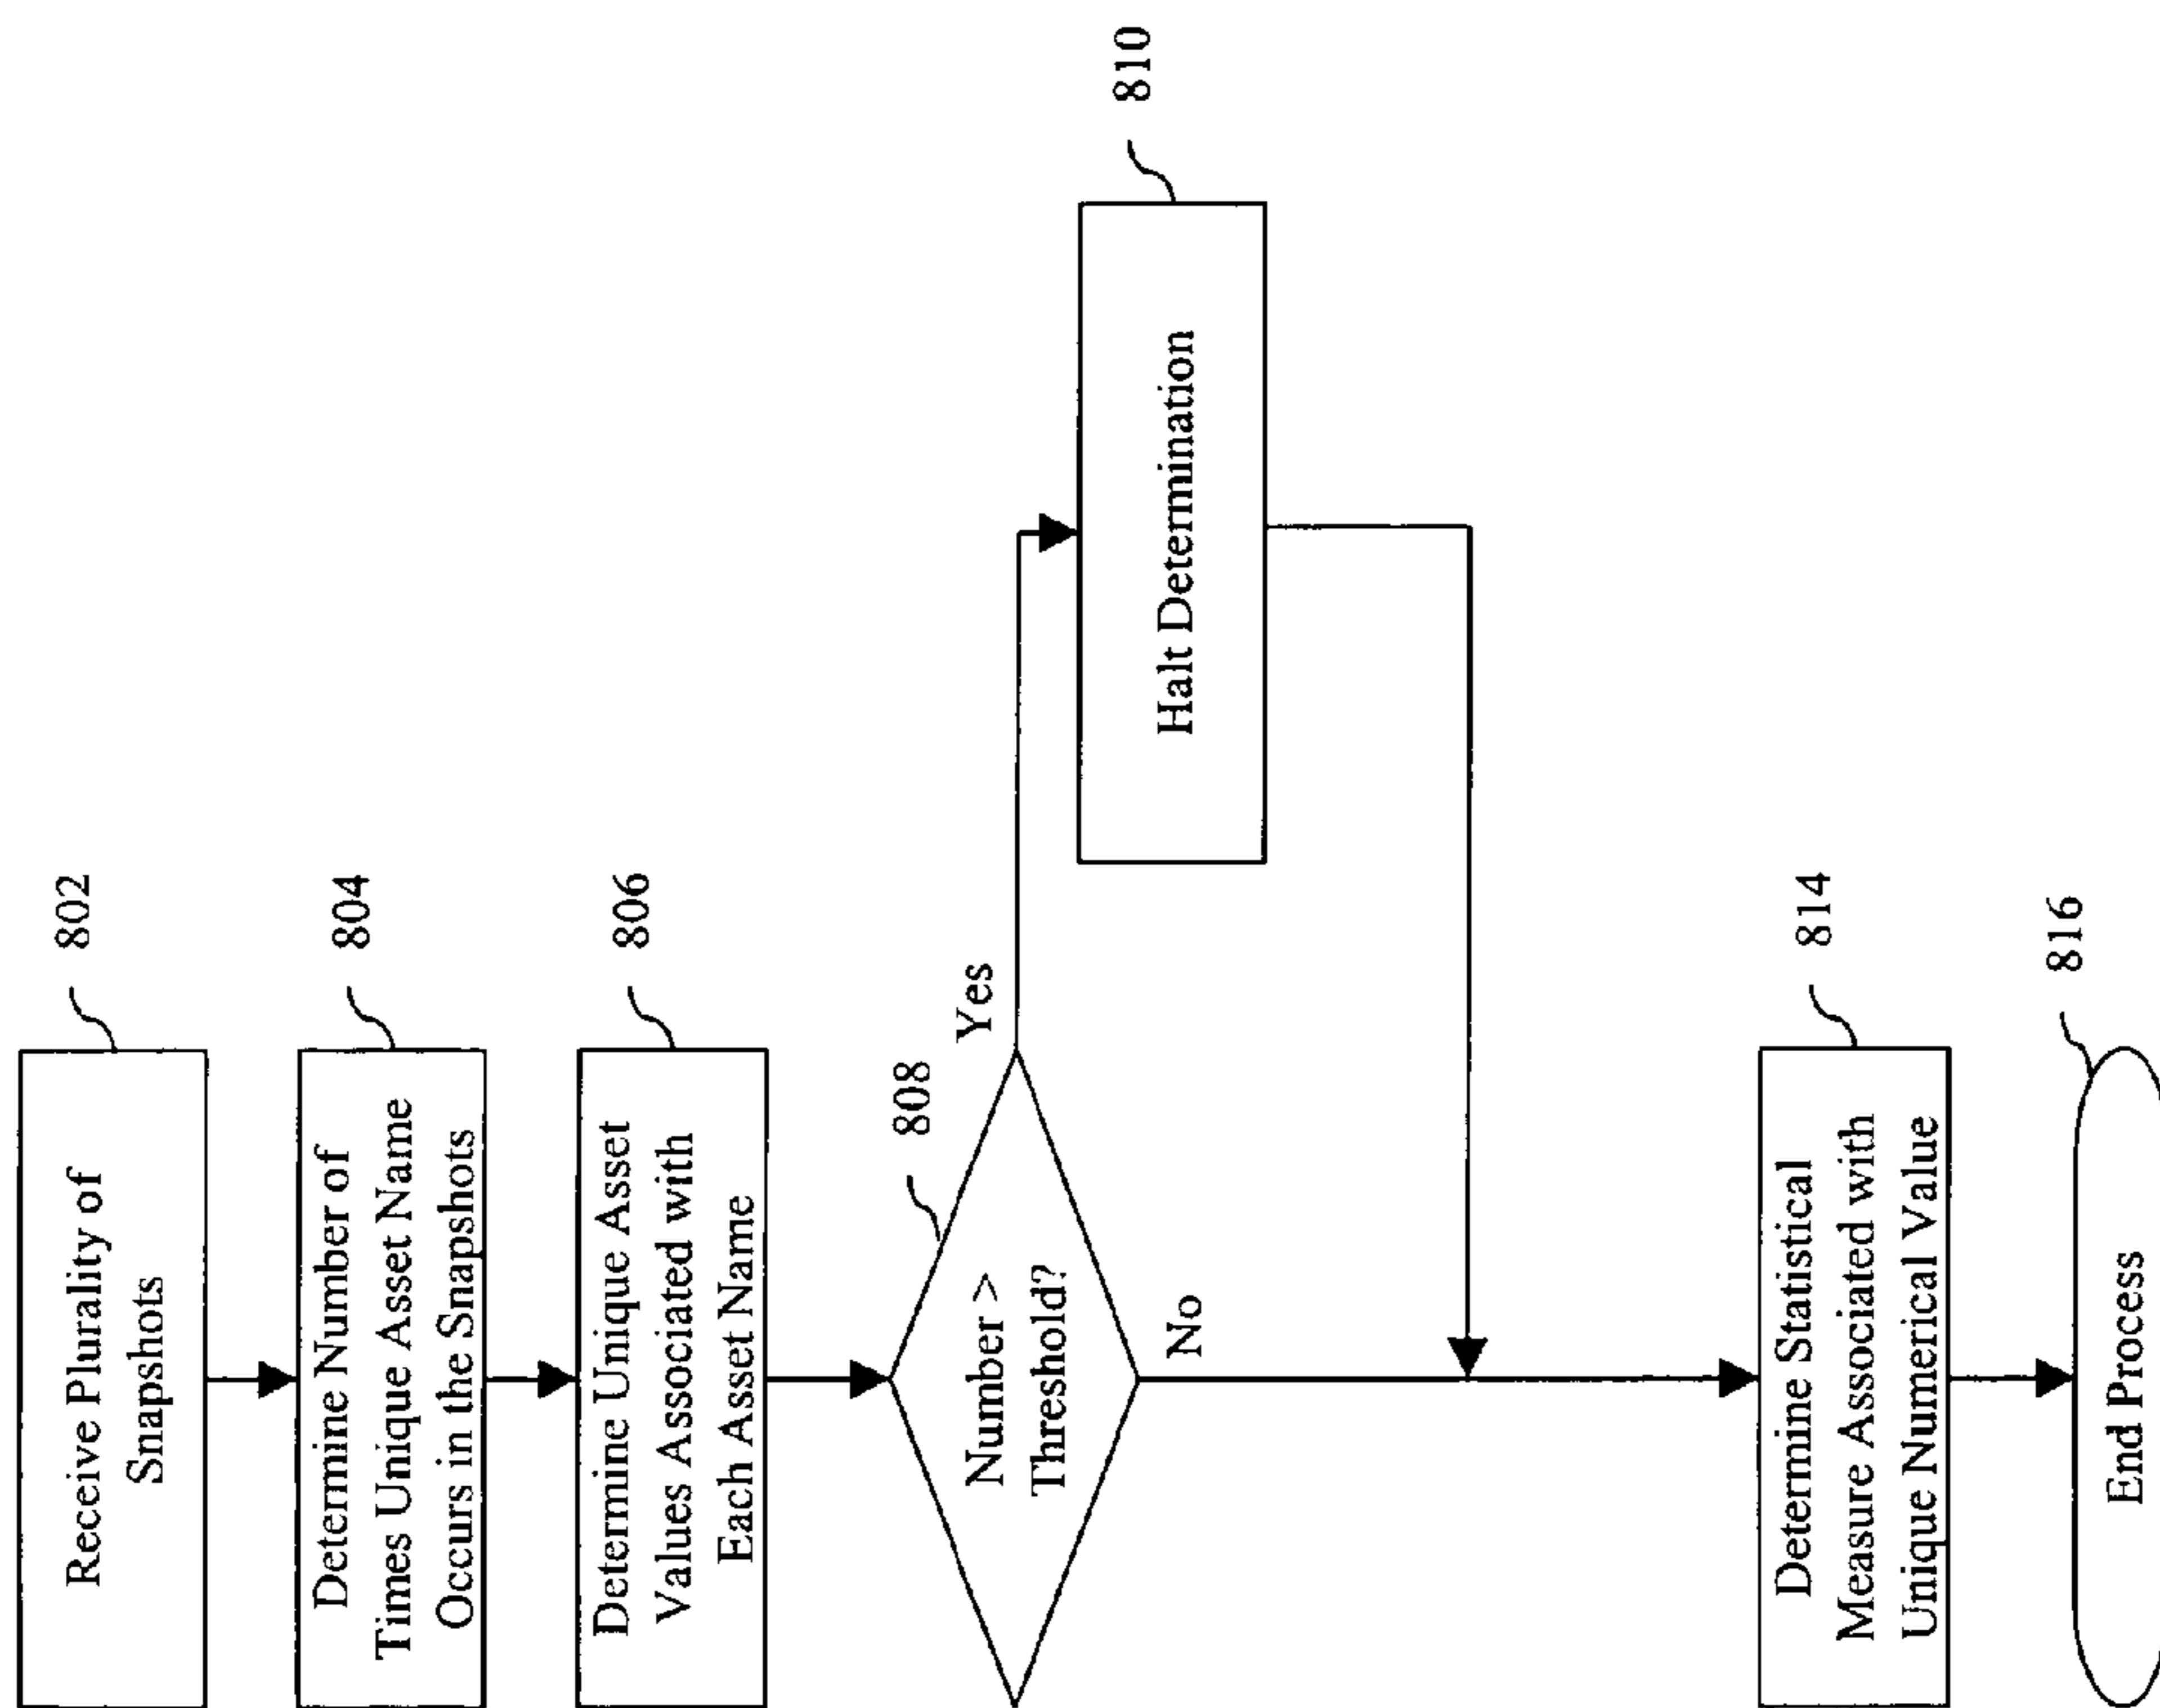 Receive Plurality of
Snapshots
802
Determine Number of
Times Unique Asset Name
Occurs in the Snapshots
804
Determine Unique Asset
Values Associated with
Each Asset Name
806
808
Number >
Threshold?
Yes
No
Halt Determination
810
Determine Statistical
Measure Associated with
Unique Numerical Value
814
End Process
816